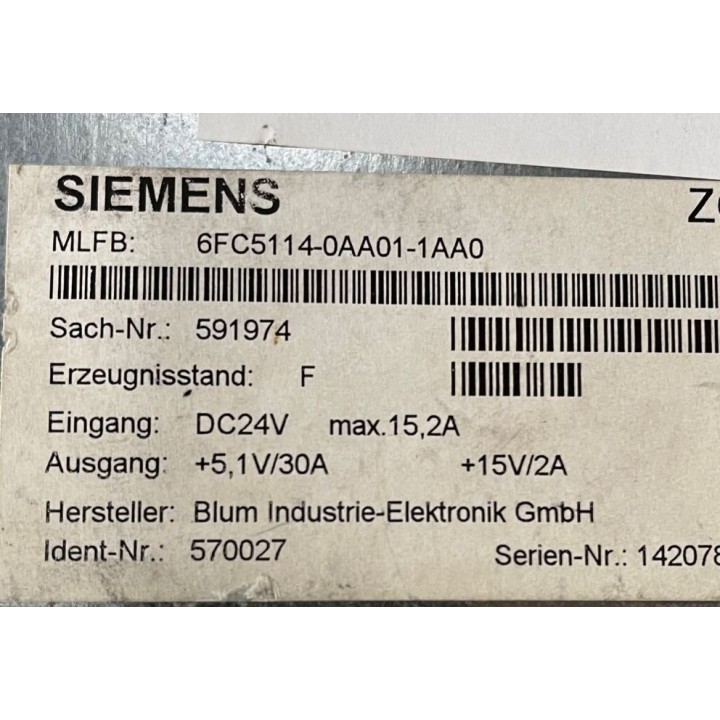 SIEMENS
MLFB: 6FC5114-0AA01-1AA0
Sach-Nr.: 591974
Erzeugnisstand: F
Eingang: DC24V max.15,2A
Ausgang: +5,1V/30A +15V/2A
Hersteller: Blum Industrie-Elektronik GmbH
Ident-Nr.: 570027 Serien-Nr.: 142078